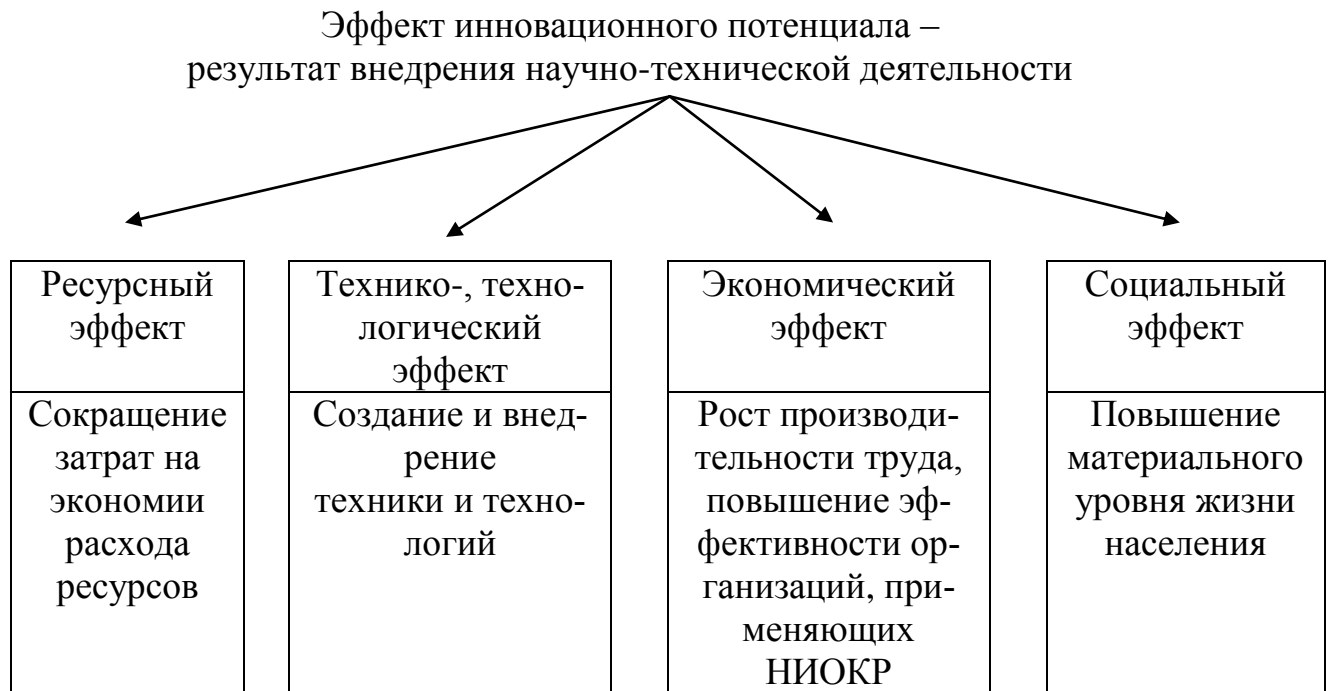 Эффект инновационного потенциала –
результат внедрения научно-технической деятельности
Ресурсный
эффект
Сокращение
затрат на
экономии
расхода
ресурсов
Технико-, техно-
логический
эффект
Создание и внед-
рение
техники и техно-
логий
Экономический
эффект
Рост производи-
тельности труда,
повышение эф-
фективности ор-
ганизаций, при-
меняющих
НИОКР
Социальный
эффект
Повышение
материального
уровня жизни
населения